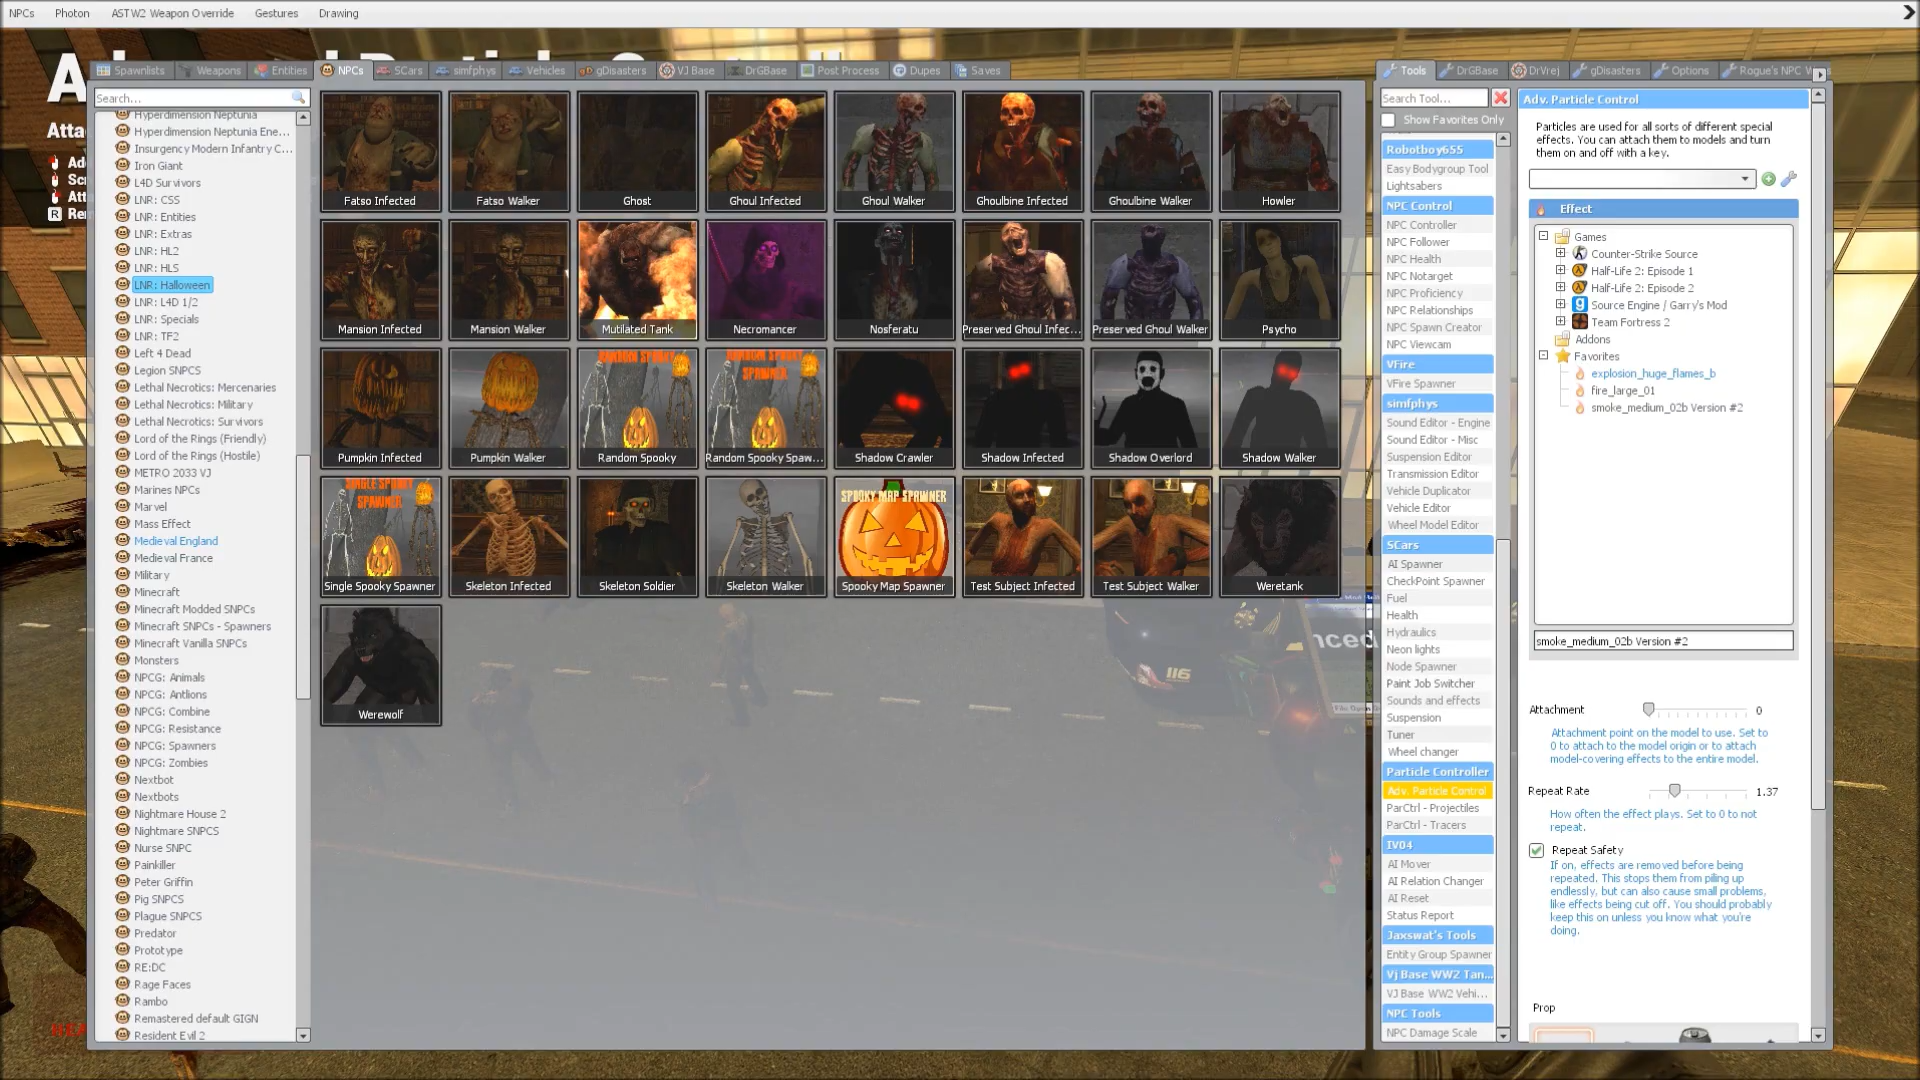 NPCs Photon ASTW2 Weapon Override Gestures Drawing
Spawnlists Weapons Entities NPCs SCars simfphys Vehicles gDisasters VJ Base DrGBase Post Process Dupes Saves
Search...
Hyperdimension Neptunia
Hyperdimension Neptunia Ene...
Insurgency Modern Infantry C...
Iron Giant
L4D Survivors
LNR: CSS
LNR: Entities
LNR: Extras
LNR: HL2
LNR: HLS
LNR: Halloween
LNR: L4D 1/2
LNR: Specials
LNR: TF2
Left 4 Dead
Legion SNPCS
Lethal Necrotics: Mercenaries
Lethal Necrotics: Military
Lethal Necrotics: Survivors
Lord of the Rings (Friendly)
Lord of the Rings (Hostile)
METRO 2033 VJ
Marines NPCs
Marvel
Mass Effect
Medieval England
Medieval France
Military
Minecraft
Minecraft Modded SNPCs
Minecraft SNPCs - Spawners
Minecraft Vanilla SNPCs
Monsters
NPCG: Animals
NPCG: Antlions
NPCG: Combine
NPCG: Resistance
NPCG: Spawners
NPCG: Zombies
Nextbot
Nextbots
Nightmare House 2
Nightmare SNPCS
Nurse SNPC
Painkiller
Peter Griffin
Pig SNPCS
Plague SNPCS
Predator
Prototype
RE:DC
Rage Faces
Rambo
Remastered default GIGN
Resident Evil 2
Fatso Infected Fatso Walker Ghost Ghoul Infected Ghoul Walker Ghoulbine Infected Ghoulbine Walker Howler
Mansion Infected Mansion Walker Mutilated Tank Necromancer Nosferatu Preserved Ghoul Infec... Preserved Ghoul Walker Psycho
RANDOM SPOOKY
RANDOM SPOOKY
SPAWNER
Pumpkin Infected Pumpkin Walker Random Spooky Random Spooky Spaw... Shadow Crawler Shadow Infected Shadow Overlord Shadow Walker
SINGLE SPOOKY
SPAWNER
SPOOKY MAP SPAWNER
Single Spooky Spawner Skeleton Infected Skeleton Soldier Skeleton Walker Spooky Map Spawner Test Subject Infected Test Subject Walker Weretank
Werewolf
116
Tools DrGBase DrVrej gDisasters Options Rogue's NPC
Search Tool...
Show Favorites Only
Robotboy655
Easy Bodygroup Tool
Lightsabers
NPC Control
NPC Controller
NPC Follower
NPC Health
NPC Notarget
NPC Proficiency
NPC Relationships
NPC Spawn Creator
NPC Viewcam
VFire
VFire Spawner
simfphys
Sound Editor - Engine
Sound Editor - Misc
Suspension Editor
Transmission Editor
Vehicle Duplicator
Vehicle Editor
Wheel Model Editor
SCars
AI Spawner
CheckPoint Spawner
Fuel
Health
Hydraulics
Neon lights
Node Spawner
Paint Job Switcher
Sounds and effects
Suspension
Tuner
Wheel changer
Particle Controller
Adv. Particle Control
ParCtrl - Projectiles
ParCtrl - Tracers
IV04
AI Mover
AI Relation Changer
AI Reset
Status Report
Jaxswat's Tools
Entity Group Spawner
Vj Base WW2 Tan...
VJ Base WW2 Vehi...
NPC Tools
NPC Damage Scale
Adv. Particle Control
Particles are used for all sorts of different special
effects. You can attach them to models and turn
them on and off with a key.
Effect
Games
Counter-Strike Source
Half-Life 2: Episode 1
Half-Life 2: Episode 2
Source Engine / Garry's Mod
Team Fortress 2
Addons
Favorites
explosion_huge_flames_b
fire_large_01
smoke_medium_02b Version #2
smoke_medium_02b Version #2
Attachment 0
Attachment point on the model to use. Set to
0 to attach to the model origin or to attach
model-covering effects to the entire model.
Repeat Rate 1.37
How often the effect plays. Set to 0 to not
repeat.
Repeat Safety
If on, effects are removed before being
repeated. This stops them from piling up
endlessly, but can also cause small problems,
like effects being cut off. You should probably
keep this on unless you know what you're
doing.
Prop